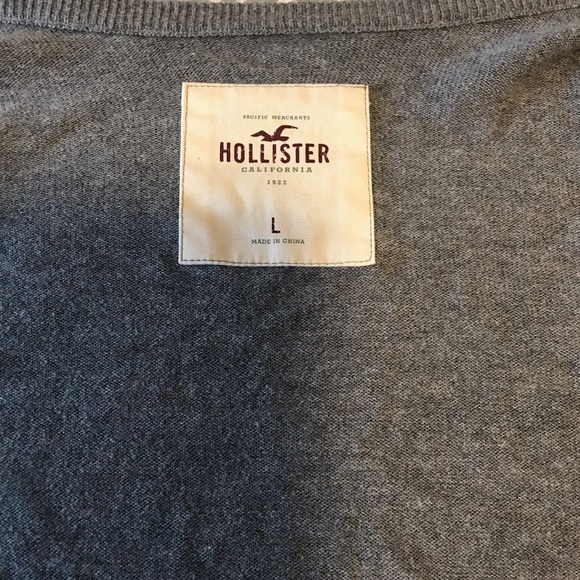 PACIFIC MERCHANTS
HOLLISTER
CALIFORNIA
1922
L
MADE IN CHINA